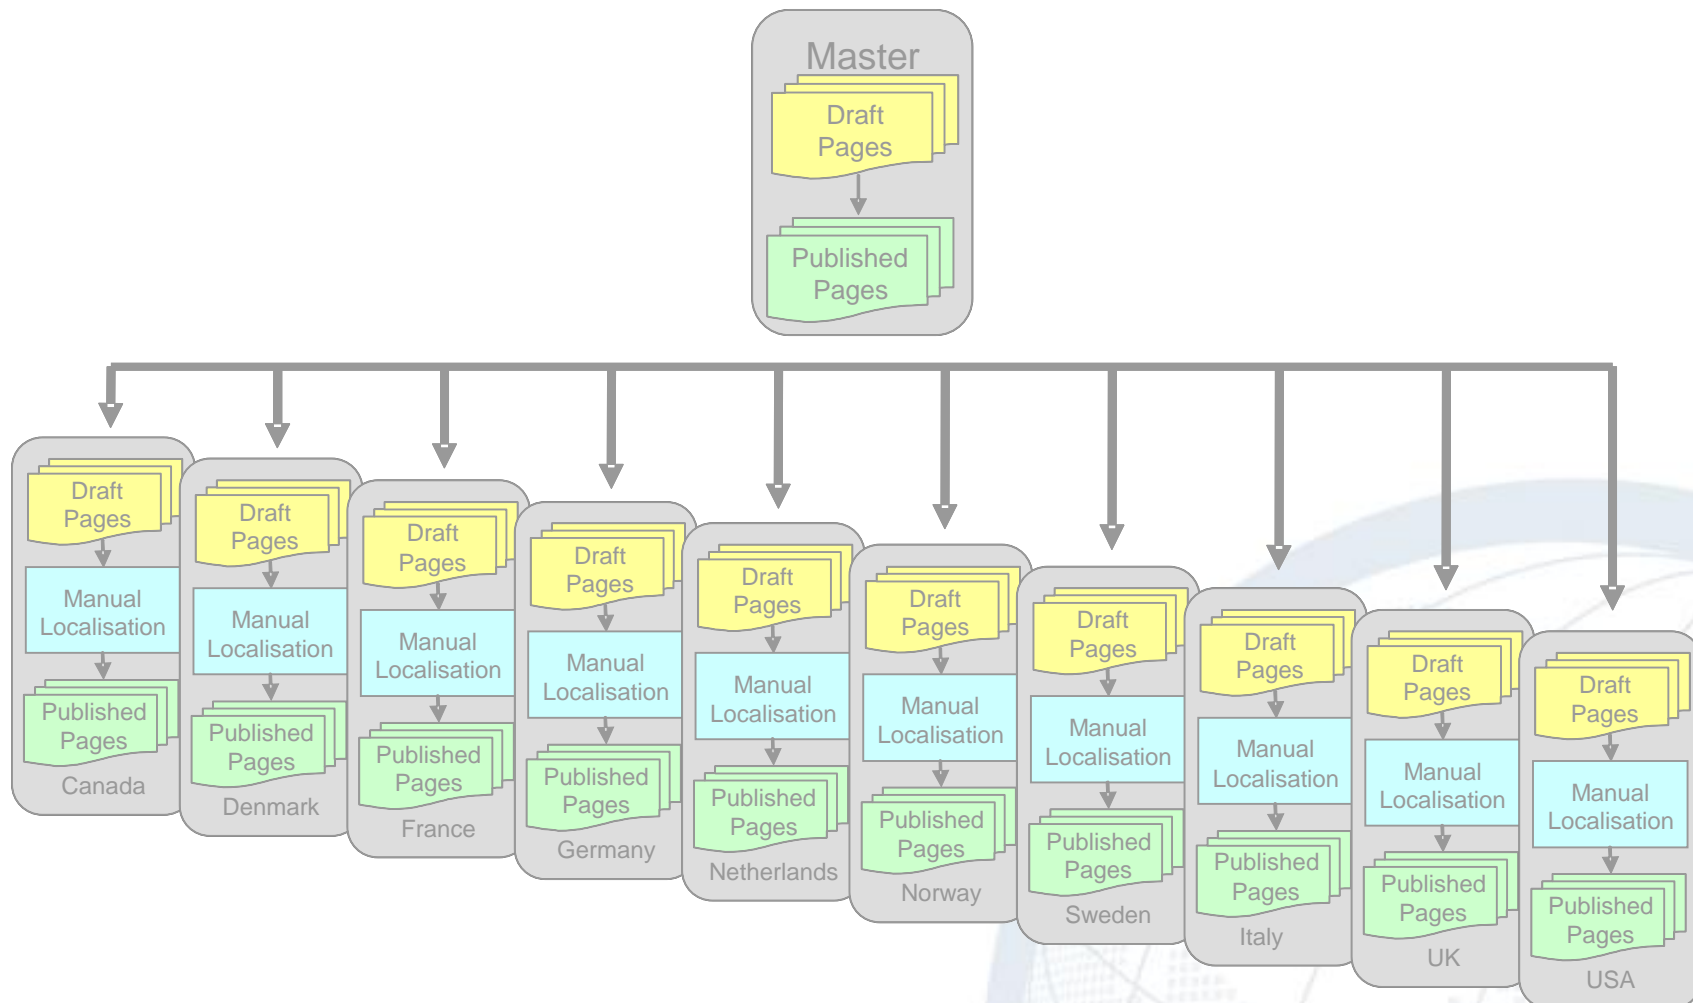 Master
Draft
Pages
Published
Pages
Draft
Pages
Manual
Localisation
Published
Pages
Canada
Draft
Pages
Manual
Localisation
Published
Pages
Denmark
Draft
Pages
Manual
Localisation
Published
Pages
France
Draft
Pages
Manual
Localisation
Published
Pages
Germany
Draft
Pages
Manual
Localisation
Published
Pages
Netherlands
Draft
Pages
Manual
Localisation
Published
Pages
Norway
Draft
Pages
Manual
Localisation
Published
Pages
Sweden
Draft
Pages
Manual
Localisation
Published
Pages
Italy
Draft
Pages
Manual
Localisation
Published
Pages
UK
Draft
Pages
Manual
Localisation
Published
Pages
USA